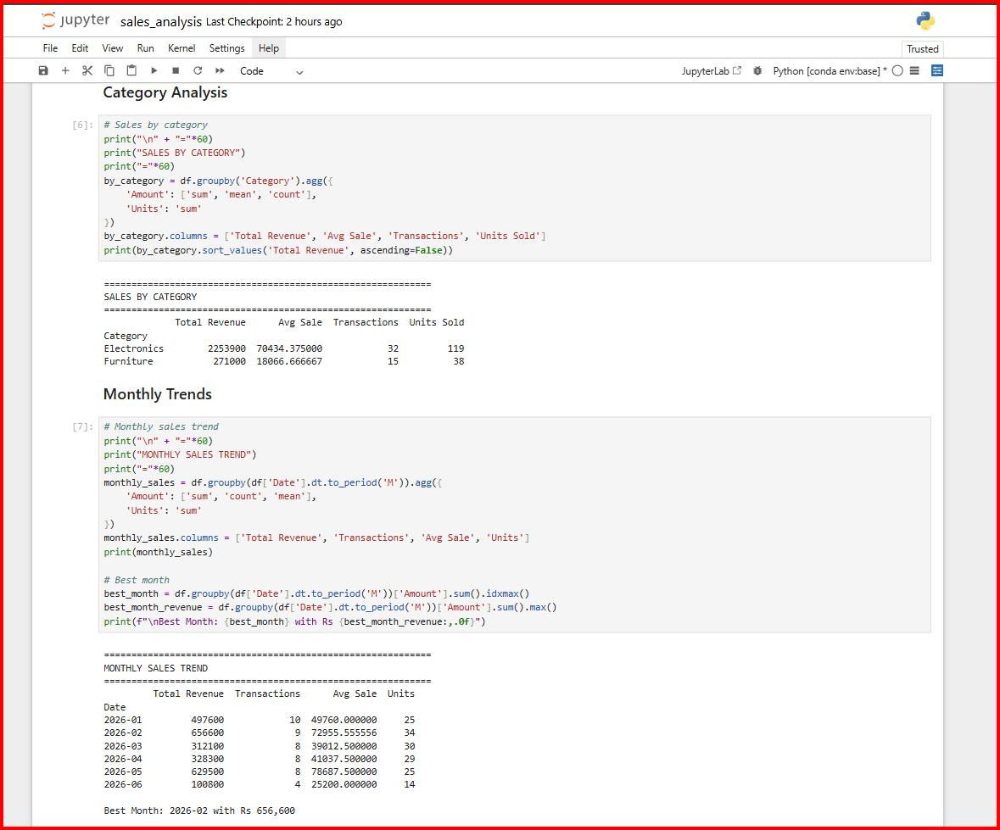 jupyter sales_analysis Last Checkpoint: 2 hours ago
File Edit View Run Kernel Settings Help
Trusted
Code
JupyterLab
Python [conda env:base] *
Category Analysis
[6]:
# Sales by category
print("\n" + "="*60)
print("SALES BY CATEGORY")
print("="*60)
by_category = df.groupby('Category').agg({
    'Amount': ['sum', 'mean', 'count'],
    'Units': 'sum'
})
by_category.columns = ['Total Revenue', 'Avg Sale', 'Transactions', 'Units Sold']
print(by_category.sort_values('Total Revenue', ascending=False))
============================================================
SALES BY CATEGORY
============================================================
             Total Revenue      Avg Sale  Transactions  Units Sold
Category
Electronics        2253900  70434.375000            32         119
Furniture           271000  18066.666667            15          38
Monthly Trends
[7]:
# Monthly sales trend
print("\n" + "="*60)
print("MONTHLY SALES TREND")
print("="*60)
monthly_sales = df.groupby(df['Date'].dt.to_period('M')).agg({
    'Amount': ['sum', 'count', 'mean'],
    'Units': 'sum'
})
monthly_sales.columns = ['Total Revenue', 'Transactions', 'Avg Sale', 'Units']
print(monthly_sales)
# Best month
best_month = df.groupby(df['Date'].dt.to_period('M'))['Amount'].sum().idxmax()
best_month_revenue = df.groupby(df['Date'].dt.to_period('M'))['Amount'].sum().max()
print(f"\nBest Month: {best_month} with Rs {best_month_revenue:,.0f}")
============================================================
MONTHLY SALES TREND
============================================================
         Total Revenue  Transactions      Avg Sale  Units
Date
2026-01         497600            10  49760.000000     25
2026-02         656600             9  72955.555556     34
2026-03         312100             8  39012.500000     30
2026-04         328300             8  41037.500000     29
2026-05         629500             8  78687.500000     25
2026-06         100800             4  25200.000000     14
Best Month: 2026-02 with Rs 656,600